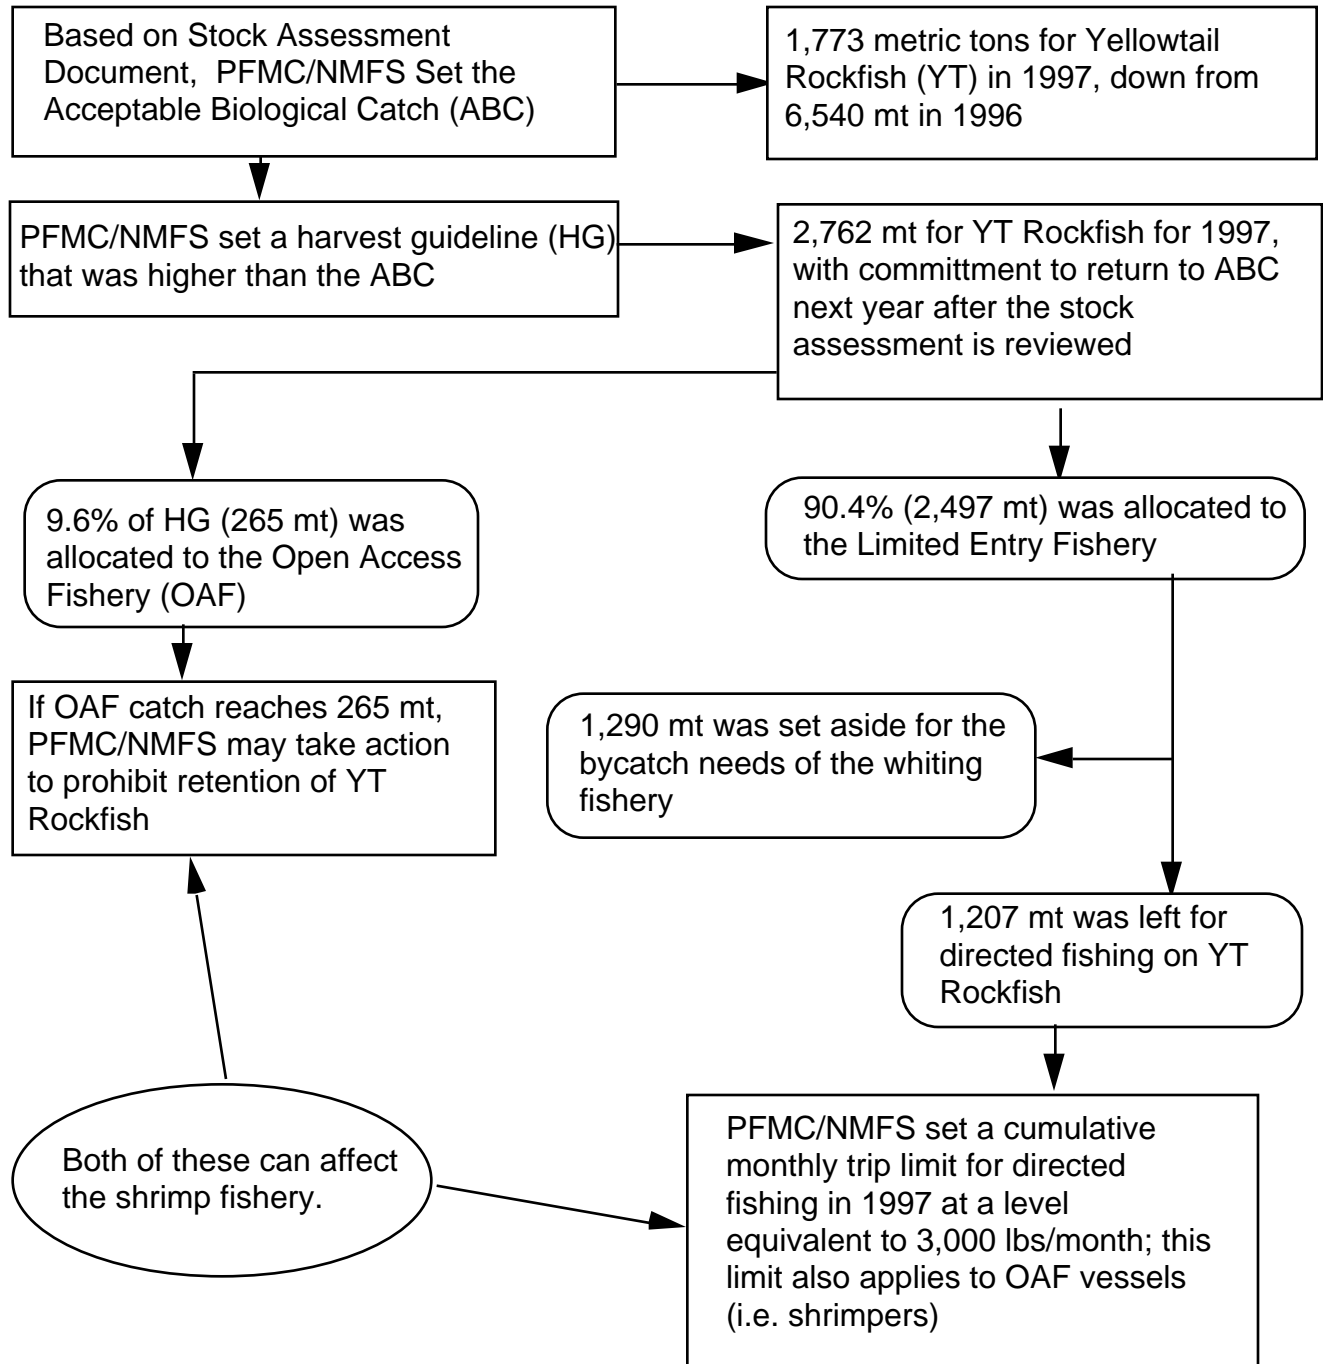 Based on Stock Assessment
Document, PFMC/NMFS Set the
Acceptable Biological Catch (ABC)
1,773 metric tons for Yellowtail
Rockfish (YT) in 1997, down from
6,540 mt in 1996
PFMC/NMFS set a harvest guideline (HG)
that was higher than the ABC
2,762 mt for YT Rockfish for 1997,
with committment to return to ABC
next year after the stock
assessment is reviewed
9.6% of HG (265 mt) was
allocated to the Open Access
Fishery (OAF)
90.4% (2,497 mt) was allocated to
the Limited Entry Fishery
If OAF catch reaches 265 mt,
PFMC/NMFS may take action
to prohibit retention of YT
Rockfish
1,290 mt was set aside for the
bycatch needs of the whiting
fishery
1,207 mt was left for
directed fishing on YT
Rockfish
Both of these can affect
the shrimp fishery.
PFMC/NMFS set a cumulative
monthly trip limit for directed
fishing in 1997 at a level
equivalent to 3,000 lbs/month; this
limit also applies to OAF vessels
(i.e. shrimpers)